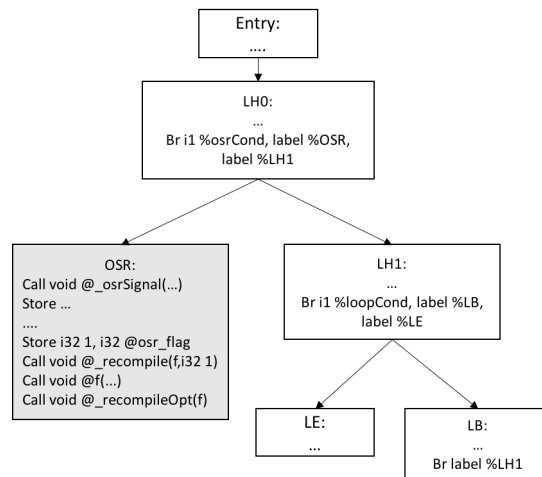 Entry:
....
LH0:
...
Br i1 %osrCond, label %OSR,
label %LH1
OSR:
Call void @_osrSignal(...)
Store ...
....
Store i32 1, i32 @osr_flag
Call void @_recompile(f,i32 1)
Call void @f(...)
Call void @_recompileOpt(f)
LH1:
...
Br i1 %loopCond, label %LB,
label %LE
LE:
...
LB:
...
Br label %LH1